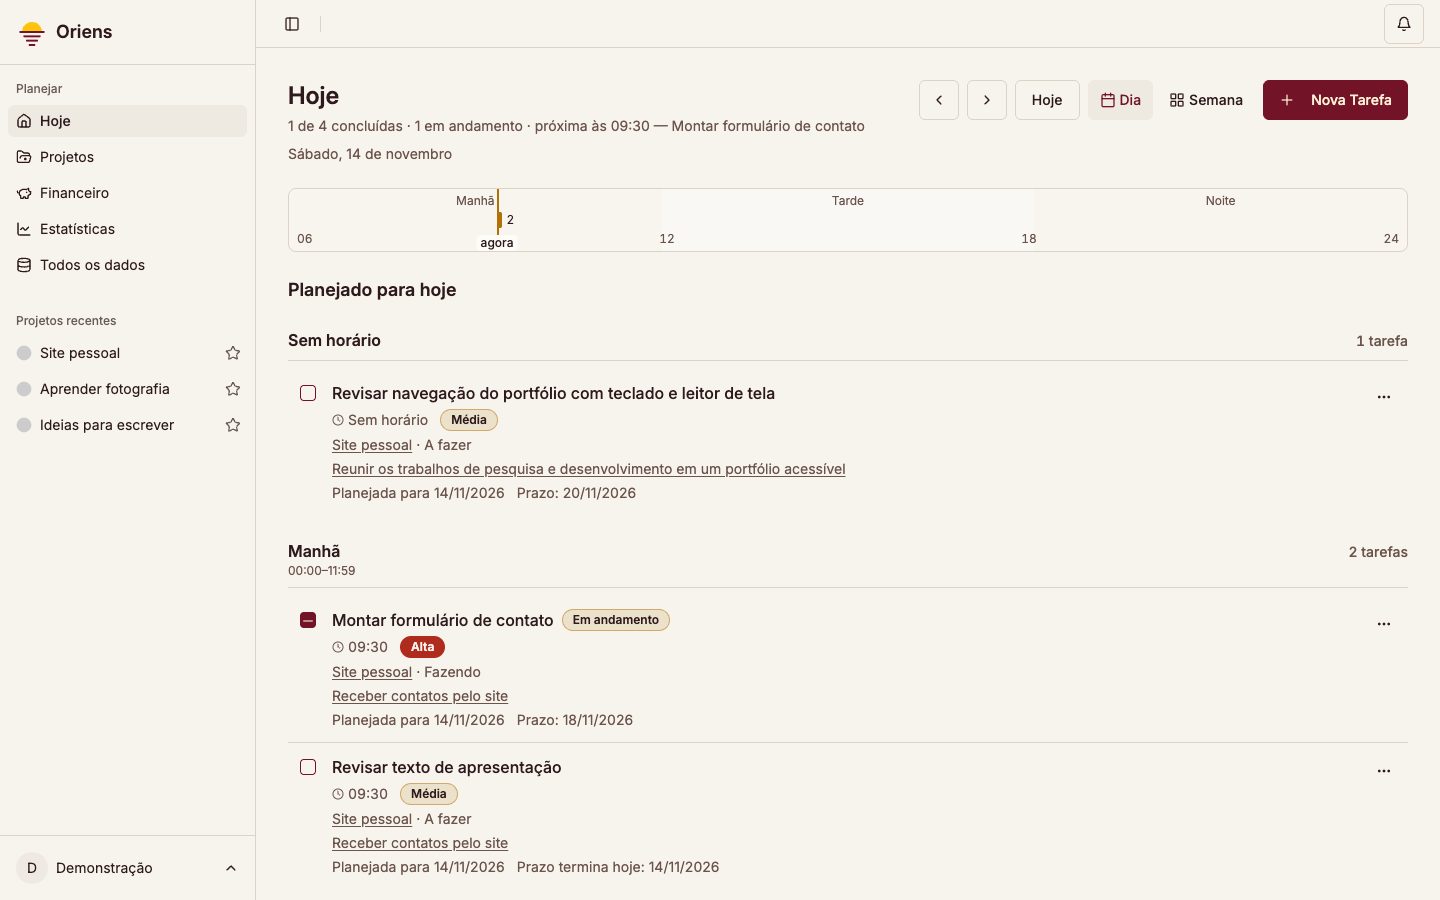 Oriens
Planejar
Hoje
Projetos
Financeiro
Estatísticas
Todos os dados
Projetos recentes
Site pessoal
Aprender fotografia
Ideias para escrever
D Demonstração
Hoje
1 de 4 concluídas · 1 em andamento · próxima às 09:30 — Montar formulário de contato
Sábado, 14 de novembro
Hoje Dia Semana Nova Tarefa
Manhã Tarde Noite
2
06 12 18 24
agora
Planejado para hoje
Sem horário 1 tarefa
Revisar navegação do portfólio com teclado e leitor de tela
Sem horário Média
Site pessoal · A fazer
Reunir os trabalhos de pesquisa e desenvolvimento em um portfólio acessível
Planejada para 14/11/2026 Prazo: 20/11/2026
Manhã 2 tarefas
00:00–11:59
Montar formulário de contato Em andamento
09:30 Alta
Site pessoal · Fazendo
Receber contatos pelo site
Planejada para 14/11/2026 Prazo: 18/11/2026
Revisar texto de apresentação
09:30 Média
Site pessoal · A fazer
Receber contatos pelo site
Planejada para 14/11/2026 Prazo termina hoje: 14/11/2026